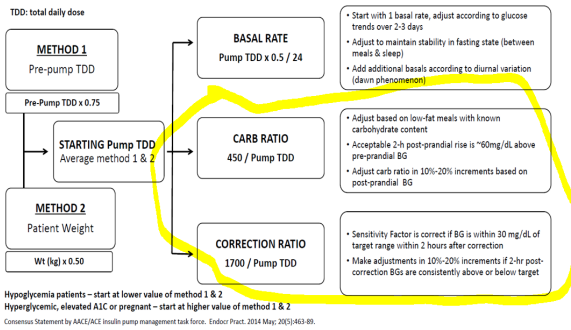 TDD: total daily dose
METHOD 1
Pre-pump TDD
Pre-Pump TDD x 0.75
STARTING Pump TDD
Average method 1 & 2
METHOD 2
Patient Weight
Wt (kg) x 0.50
BASAL RATE
Pump TDD x 0.5 / 24
• Start with 1 basal rate, adjust according to glucose
trends over 2-3 days
• Adjust to maintain stability in fasting state (between
meals & sleep)
• Add additional basals according to diurnal variation
(dawn phenomenon)
CARB RATIO
450 / Pump TDD
• Adjust based on low-fat meals with known
carbohydrate content
• Acceptable 2-h post-prandial rise is ~60mg/dL above
pre-prandial BG
• Adjust carb ratio in 10%-20% increments based on
post-prandial BG
CORRECTION RATIO
1700 / Pump TDD
• Sensitivity Factor is correct if BG is within 30 mg/dL of
target range within 2 hours after correction
• Make adjustments in 10%-20% increments if 2-hr post-
correction BGs are consistently above or below target
Hypoglycemia patients – start at lower value of method 1 & 2
Hyperglycemic, elevated A1C or pregnant – start at higher value of method 1 & 2
Consensus Statement by AACE/ACE insulin pump management task force. Endocr Pract. 2014 May; 20(5):463-89.